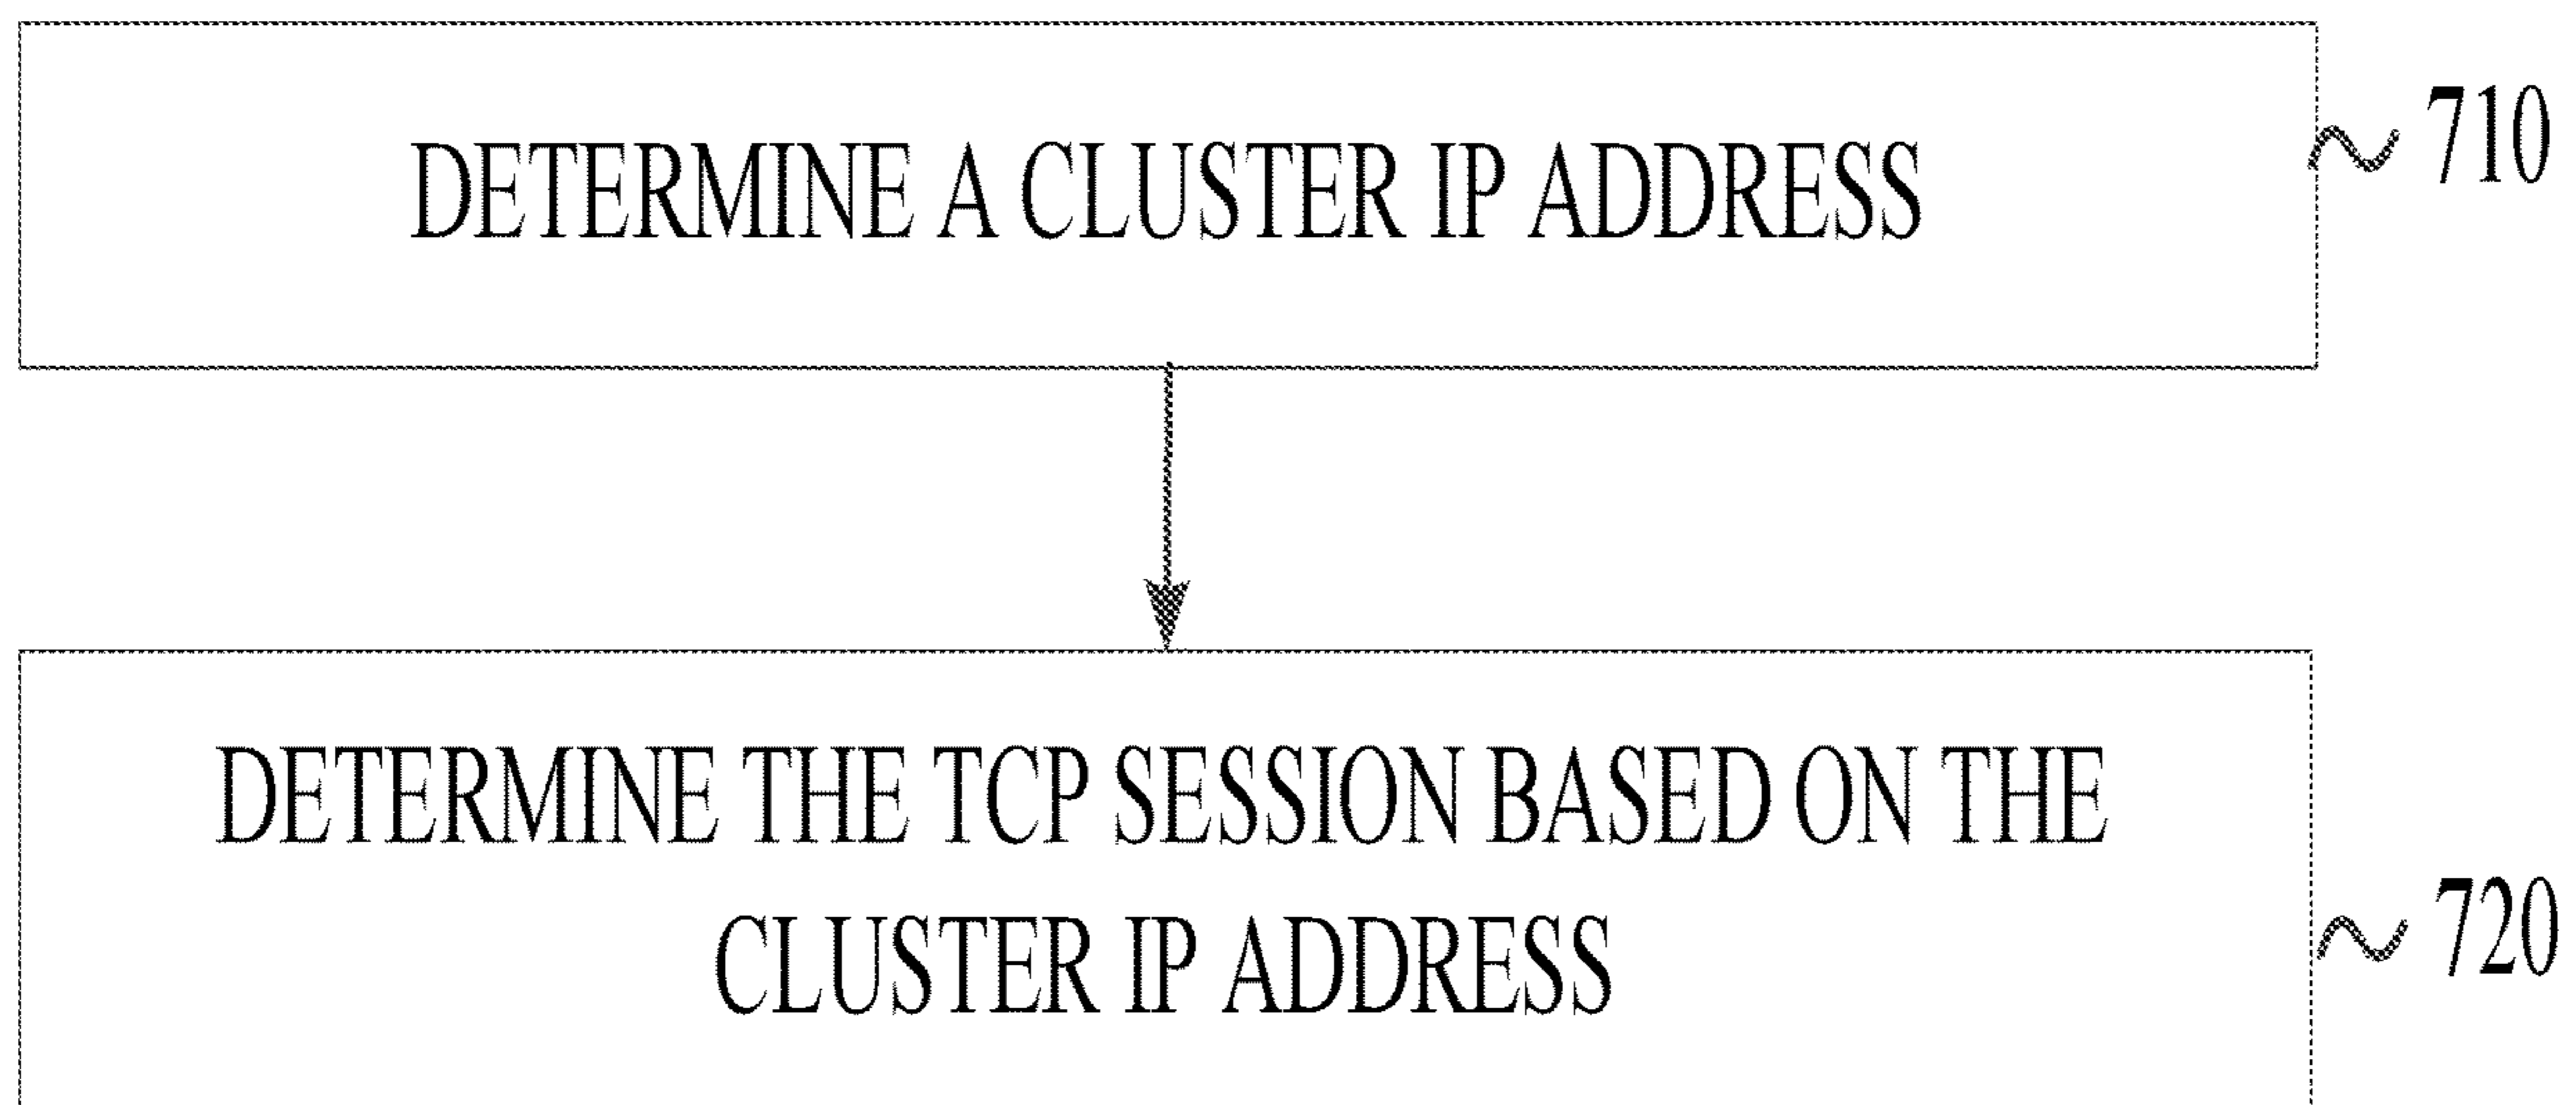 DETERMINE A CLUSTER IP ADDRESS
710
DETERMINE THE TCP SESSION BASED ON THE
CLUSTER IP ADDRESS
720